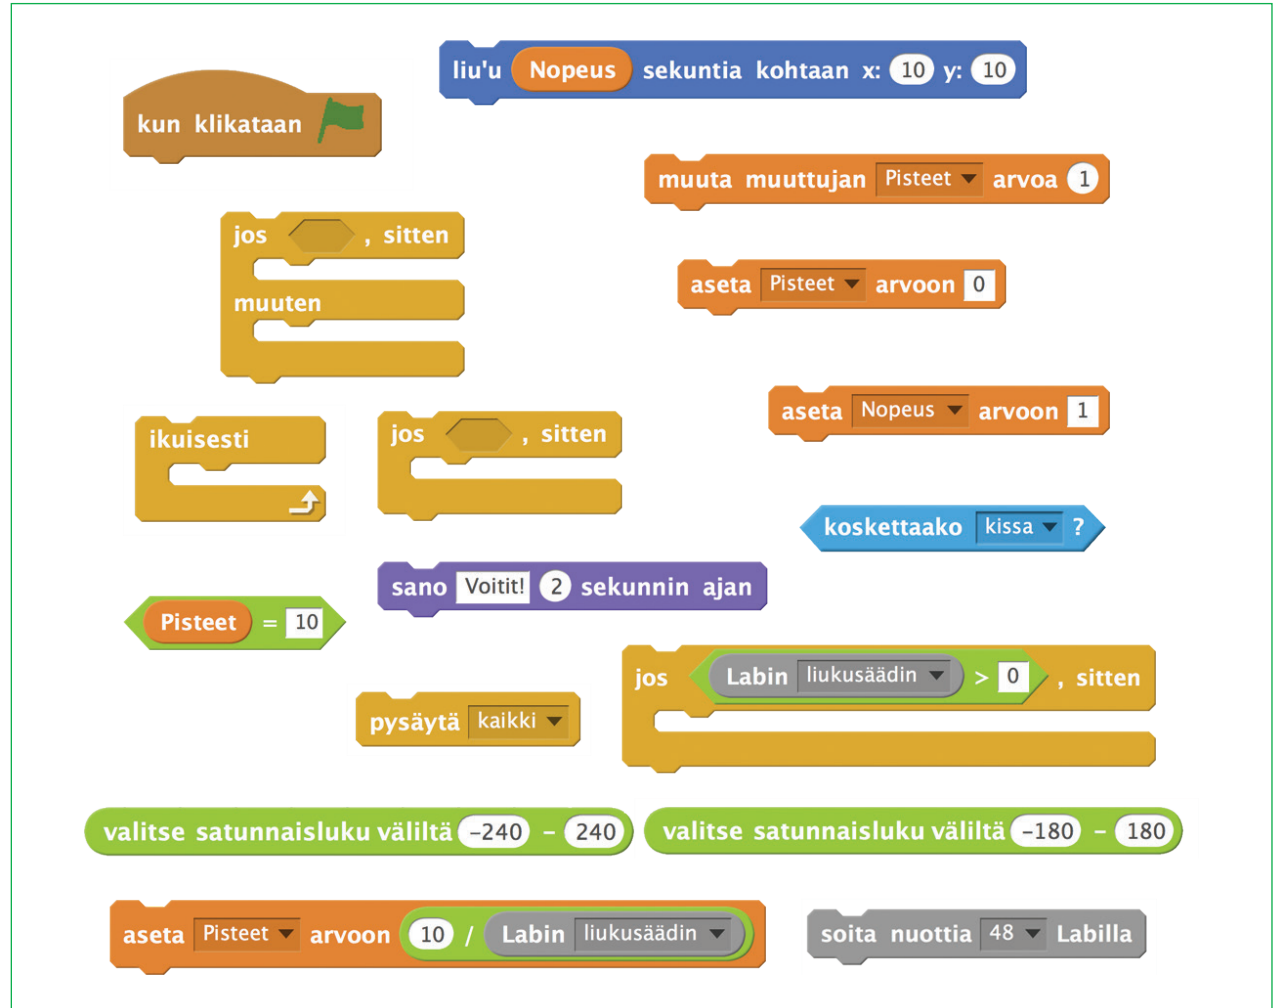 liu'u Nopeus sekuntia kohtaan x: 10 y: 10
kun klikataan
muuta muuttujan Pisteet arvoa 1
jos , sitten
muuten
aseta Pisteet arvoon 0
aseta Nopeus arvoon 1
ikuisesti
jos , sitten
koskettaako kissa ?
sano Voitit! 2 sekunnin ajan
Pisteet = 10
jos Labin liukusäädin > 0 , sitten
pysäytä kaikki
valitse satunnaisluku väliltä -240 - 240
valitse satunnaisluku väliltä -180 - 180
aseta Pisteet arvoon 10 / Labin liukusäädin
soita nuottia 48 Labilla